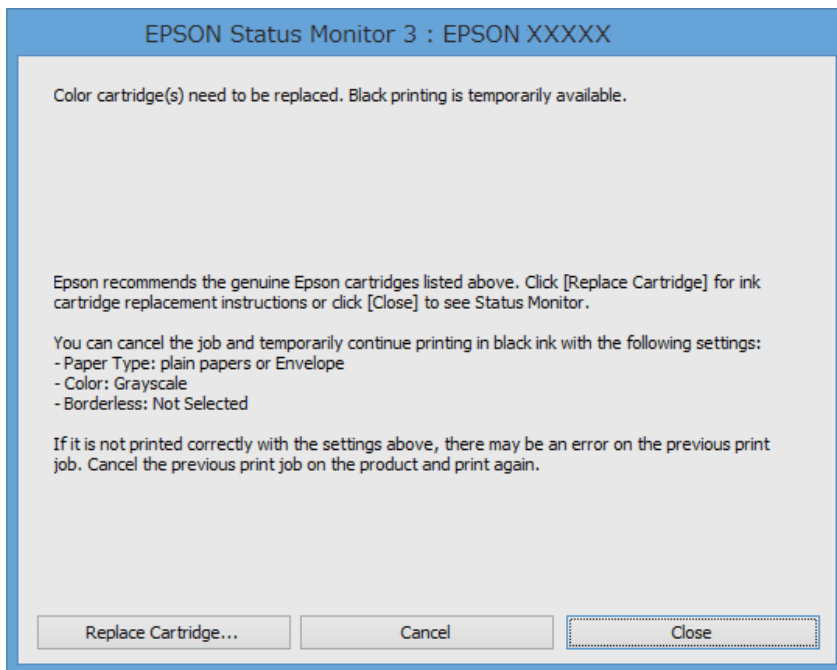 EPSON Status Monitor 3 : EPSON XXXXX
Color cartridge(s) need to be replaced. Black printing is temporarily available.
Epson recommends the genuine Epson cartridges listed above. Click [Replace Cartridge] for ink
cartridge replacement instructions or click [Close] to see Status Monitor.
You can cancel the job and temporarily continue printing in black ink with the following settings:
- Paper Type: plain papers or Envelope
- Color: Grayscale
- Borderless: Not Selected
If it is not printed correctly with the settings above, there may be an error on the previous print
job. Cancel the previous print job on the product and print again.
Replace Cartridge...
Cancel
Close